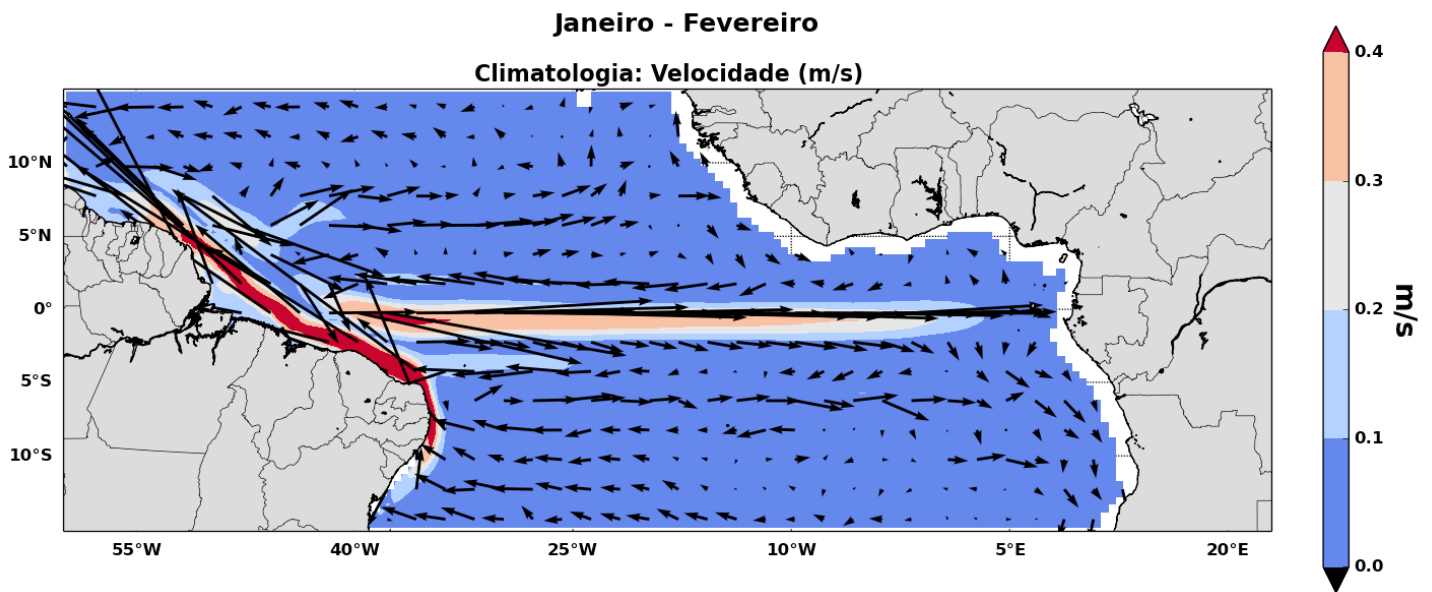 Janeiro - Fevereiro
Climatologia: Velocidade (m/s)
10°N
5°N
0°
5°S
10°S
55°W 40°W 25°W 10°W 5°E 20°E
0.4
0.3
0.2
0.1
0.0
m/s